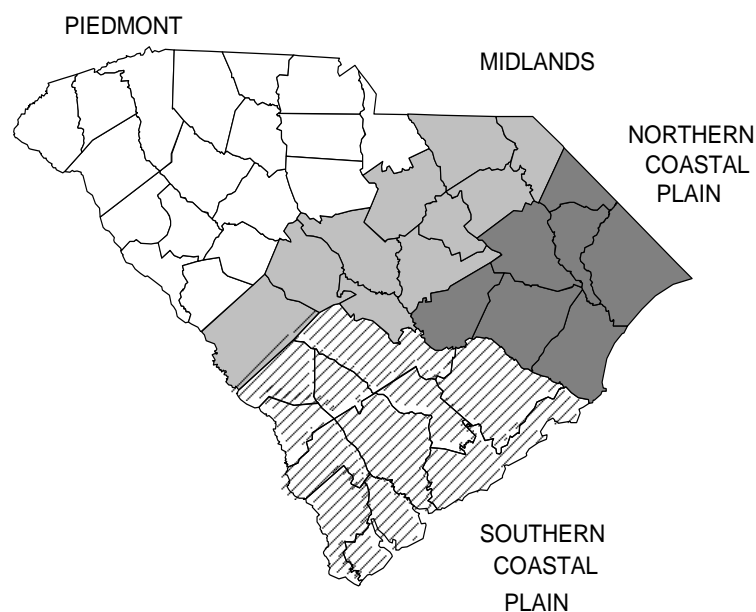 PIEDMONT
MIDLANDS
NORTHERN
COASTAL
PLAIN
SOUTHERN
COASTAL
PLAIN